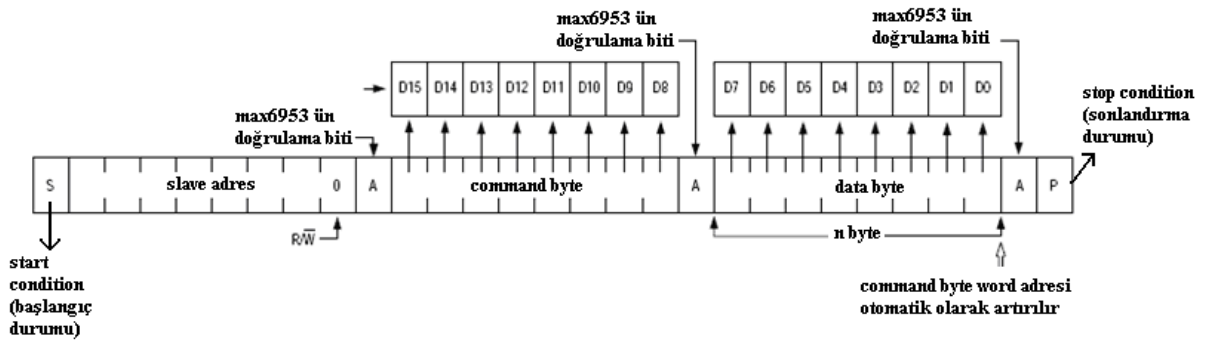 max6953 ün
doğrulama biti
max6953 ün
doğrulama biti
D15 D14 D13 D12 D11 D10 D9 D8
D7 D6 D5 D4 D3 D2 D1 D0
stop condition
(sonlandırma
durumu)
max6953 ün
doğrulama biti
S slave adres 0 A command byte A data byte A P
R/W̅
n byte
start
condition
(başlangıç
durumu)
command byte word adresi
otomatik olarak artırılır